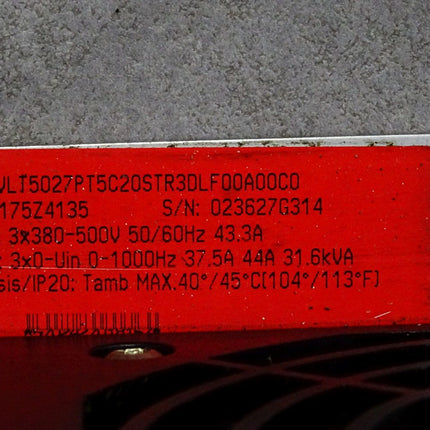 VLT5027PT5C20STR3DLF00A00C0
175Z4135 S/N: 023627G314
3x380-500V 50/60Hz 43.3A
: 3x0-Uin 0-1000Hz 37.5A 44A 31.6kVA
sis/IP20: Tamb MAX.40°/45°C(104°/113°F)